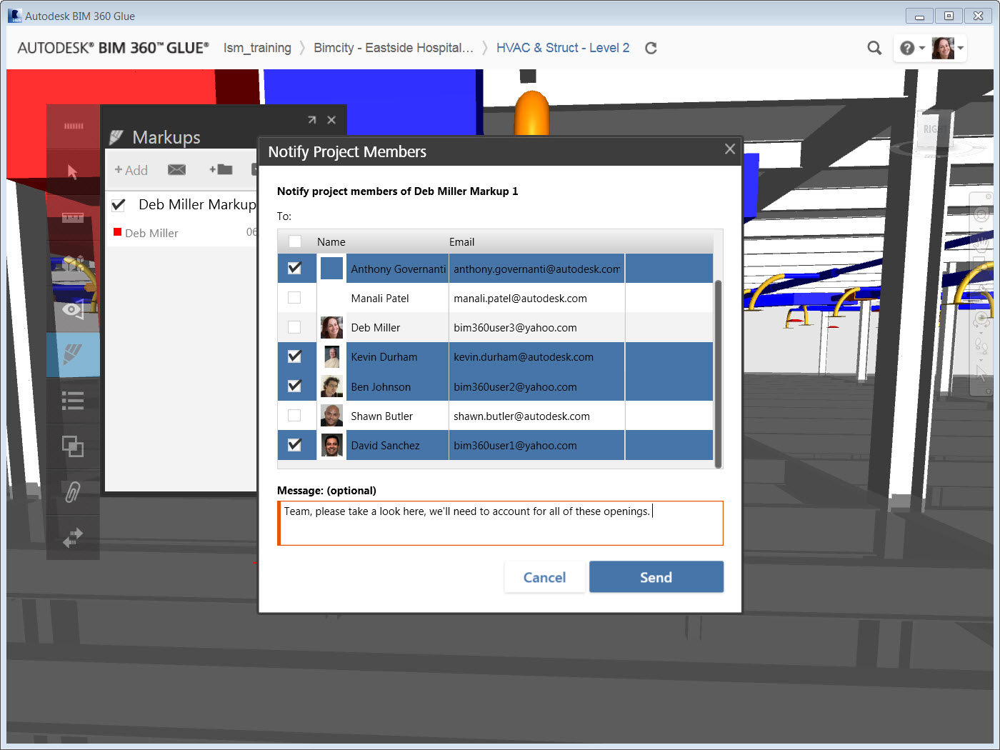 Autodesk BIM 360 Glue
AUTODESK® BIM 360™ GLUE® lsm_training Bimcity - Eastside Hospital... HVAC & Struct - Level 2
RIGHT
Markups
+ Add
Deb Miller Markup
Deb Miller 06
Notify Project Members
Notify project members of Deb Miller Markup 1
To:
Name Email
Anthony Governanti anthony.governanti@autodesk.com
Manali Patel manali.patel@autodesk.com
Deb Miller bim360user3@yahoo.com
Kevin Durham kevin.durham@autodesk.com
Ben Johnson bim360user2@yahoo.com
Shawn Butler shawn.butler@autodesk.com
David Sanchez bim360user1@yahoo.com
Message: (optional)
Team, please take a look here, we'll need to account for all of these openings.
Cancel Send